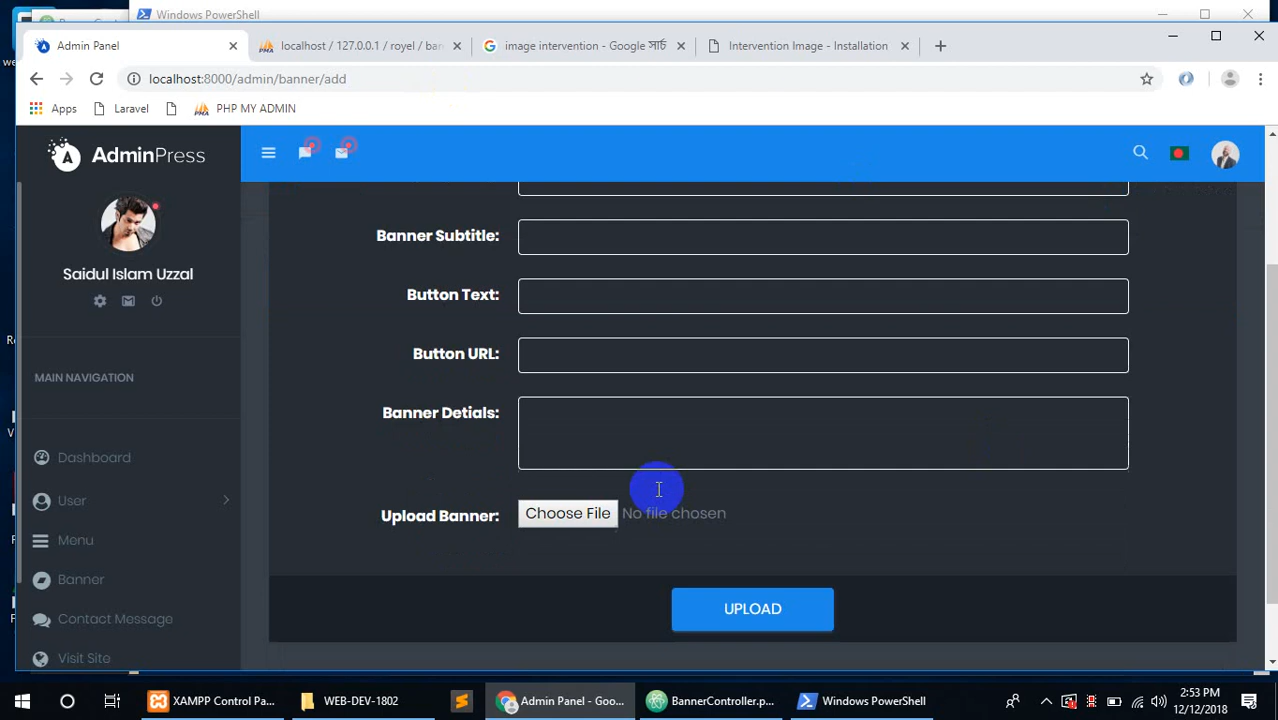 Windows PowerShell
Admin Panel
localhost / 127.0.0.1 / royel / ban
image intervention - Google সার্চ
Intervention Image - Installation
localhost:8000/admin/banner/add
Apps
Laravel
PHP MY ADMIN
AdminPress
Saidul Islam Uzzal
MAIN NAVIGATION
Dashboard
User
Menu
Banner
Contact Message
Visit Site
Banner Subtitle:
Button Text:
Button URL:
Banner Detials:
Upload Banner:
Choose File No file chosen
UPLOAD
XAMPP Control Pa...
WEB-DEV-1802
Admin Panel - Goo...
BannerController.p...
Windows PowerShell
2:53 PM
12/12/2018